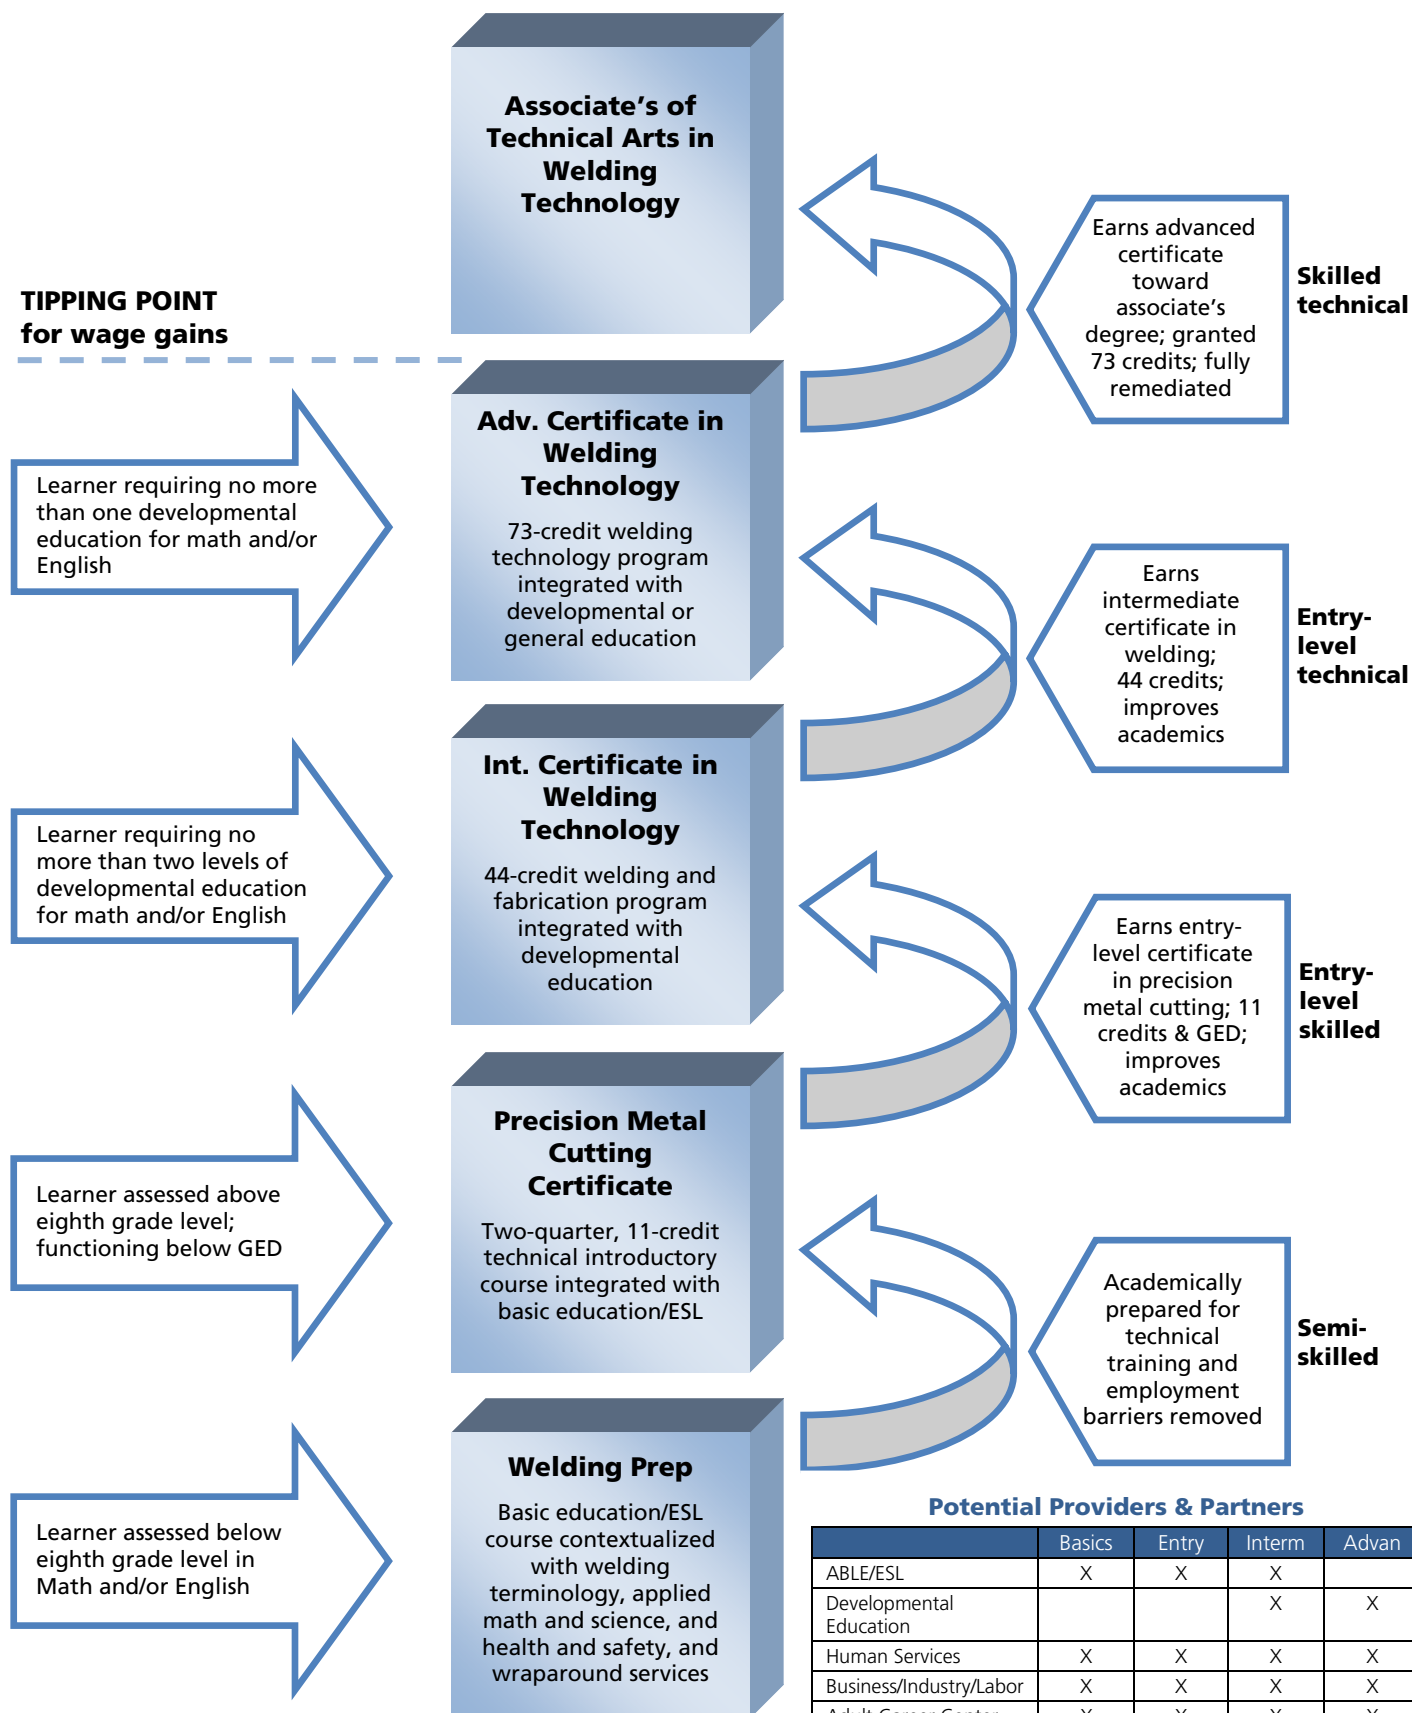 Associate’s of
Technical Arts in
Welding
Technology
Earns advanced
certificate
toward
associate’s
degree; granted
73 credits; fully
remediated
Skilled
technical
TIPPING POINT
for wage gains
Learner requiring no more
than one developmental
education for math and/or
English
Adv. Certificate in
Welding
Technology
73-credit welding
technology program
integrated with
developmental or
general education
Earns
intermediate
certificate in
welding;
44 credits;
improves
academics
Entry-
level
technical
Learner requiring no
more than two levels of
developmental education
for math and/or English
Int. Certificate in
Welding
Technology
44-credit welding and
fabrication program
integrated with
developmental
education
Earns entry-
level certificate
in precision
metal cutting; 11
credits & GED;
improves
academics
Entry-
level
skilled
Learner assessed above
eighth grade level;
functioning below GED
Precision Metal
Cutting
Certificate
Two-quarter, 11-credit
technical introductory
course integrated with
basic education/ESL
Academically
prepared for
technical
training and
employment
barriers removed
Semi-
skilled
Learner assessed below
eighth grade level in
Math and/or English
Welding Prep
Basic education/ESL
course contextualized
with welding
terminology, applied
math and science, and
health and safety, and
wraparound services
Potential Providers & Partners
Basics Entry Interm Advan
ABLE/ESL X X X
Developmental
Education X X
Human Services X X X X
Business/Industry/Labor X X X X
Adult Career Center X X X X